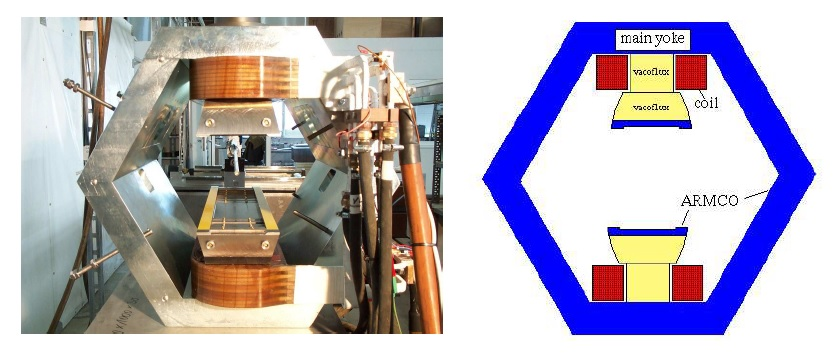 main yoke
vacoflux
vacoflux
coil
ARMCO